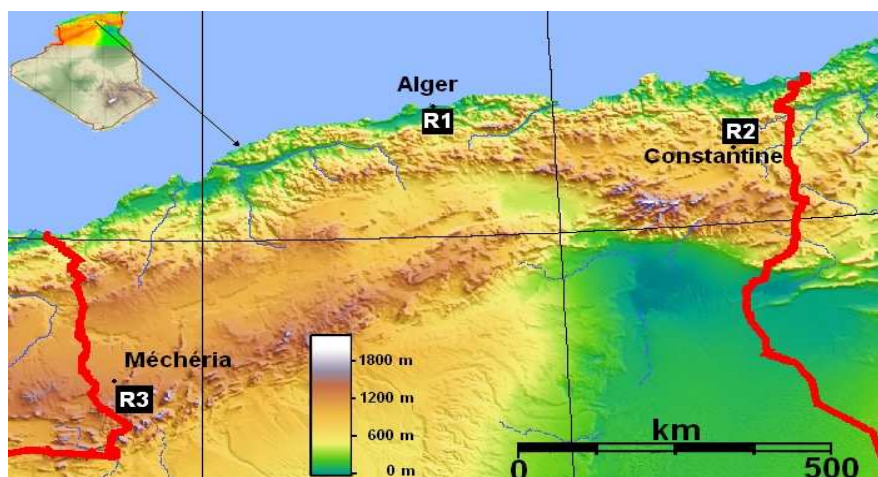 Alger
R1
R2
Constantine
Méchéria
R3
1800 m
1200 m
600 m
0 m
km
0
500